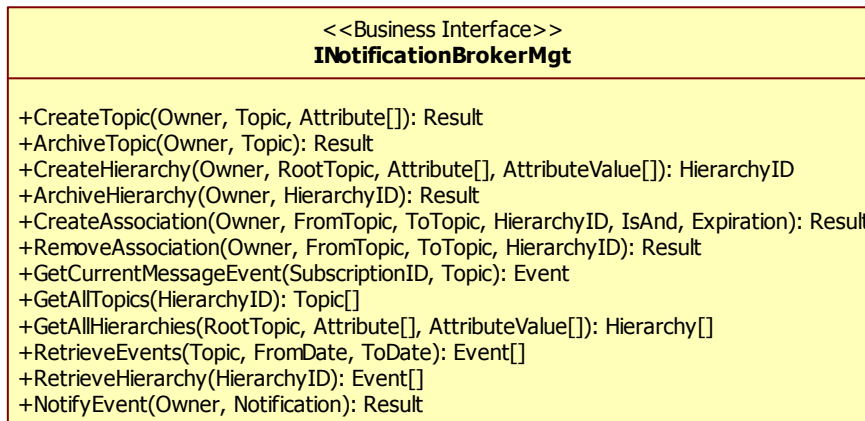 <<Business Interface>>
INotificationBrokerMgt
+CreateTopic(Owner, Topic, Attribute[]): Result
+ArchiveTopic(Owner, Topic): Result
+CreateHierarchy(Owner, RootTopic, Attribute[], AttributeValue[]): HierarchyID
+ArchiveHierarchy(Owner, HierarchyID): Result
+CreateAssociation(Owner, FromTopic, ToTopic, HierarchyID, IsAnd, Expiration): Result
+RemoveAssociation(Owner, FromTopic, ToTopic, HierarchyID): Result
+GetCurrentMessageEvent(SubscriptionID, Topic): Event
+GetAllTopics(HierarchyID): Topic[]
+GetAllHierarchies(RootTopic, Attribute[], AttributeValue[]): Hierarchy[]
+RetrieveEvents(Topic, FromDate, ToDate): Event[]
+RetrieveHierarchy(HierarchyID): Event[]
+NotifyEvent(Owner, Notification): Result